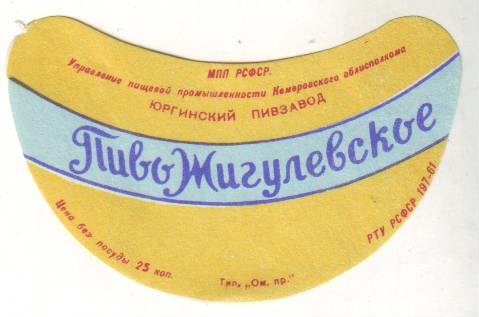 МПП РСФСР.
Управление пищевой промышленности Кемеровского облисполкома
ЮРГИНСКИЙ ПИВЗАВОД
Пиво Жигулевское
Цена без посуды 25 коп.
Тип. „Ом. пр."
РТУ РСФСР 197-61